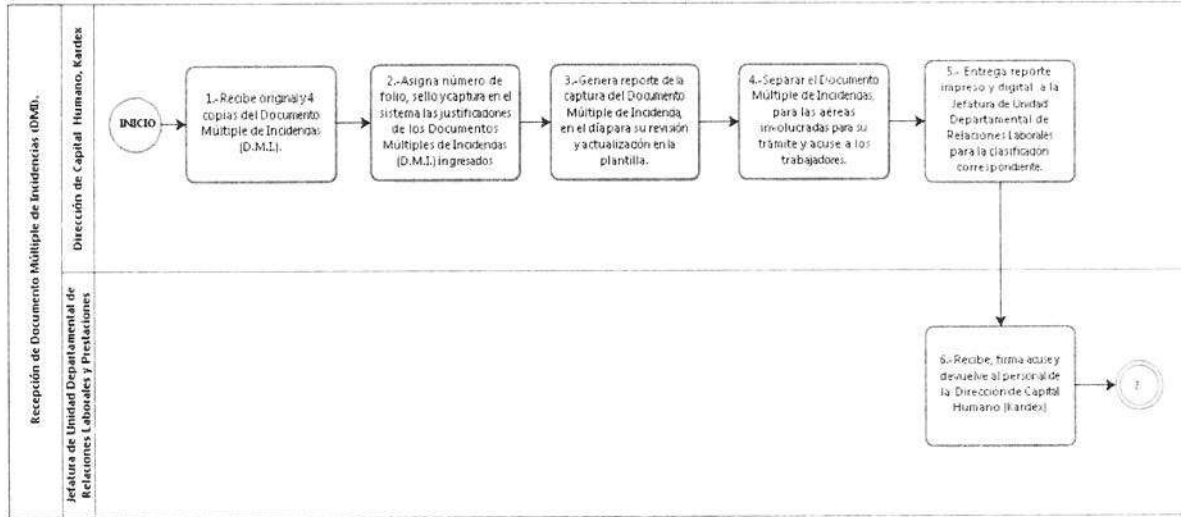 Recepción de Documento Múltiple de Incidencias (DMI).
Dirección de Capital Humano, Kardex
INICIO
1.-Recibe original y 4
copias del Documento
Múltiple de Incidendas
(D.M.I.).
2.-Asigna número de
folio, sello y captura en el
sistema las justificaciones
de los Documentos
Múltiples de Incidendas
(D.M.I.) ingresados
3.-Genera reporte de la
captura del Documento
Múltiple de Incidenda,
en el día para su revisión
y actualización en la
plantilla.
4.-Separar el Documento
Múltiple de Incidendas,
para las aéreas
involucradas para su
trámite y acuse a los
trabajadores.
5.- Entrega reporte
impreso y digital a la
Jefatura de Unidad
Departamental de
Relaciones Laborales
para la clasificación
correspondiente.
Jefatura de Unidad Departamental de
Relaciones Laborales y Prestaciones
6.-Recibe, firma acuse y
devuelve al personal de
la Dirección de Capital
Humano (Kardex)